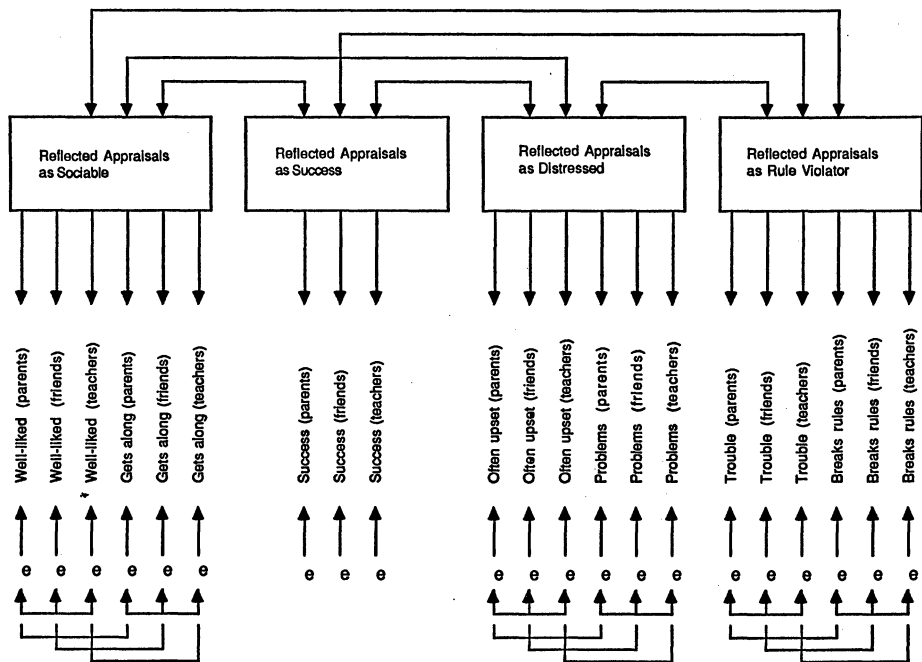 Reflected Appraisals
as Sociable
Reflected Appraisals
as Success
Reflected Appraisals
as Distressed
Reflected Appraisals
as Rule Violator
Well-liked (parents)
Well-liked (friends)
Well-liked (teachers)
Gets along (parents)
Gets along (friends)
Gets along (teachers)
Success (parents)
Success (friends)
Success (teachers)
Often upset (parents)
Often upset (friends)
Often upset (teachers)
Problems (parents)
Problems (friends)
Problems (teachers)
Trouble (parents)
Trouble (friends)
Trouble (teachers)
Breaks rules (parents)
Breaks rules (friends)
Breaks rules (teachers)
e e e e e e
e e e
e e e e e e
e e e e e e